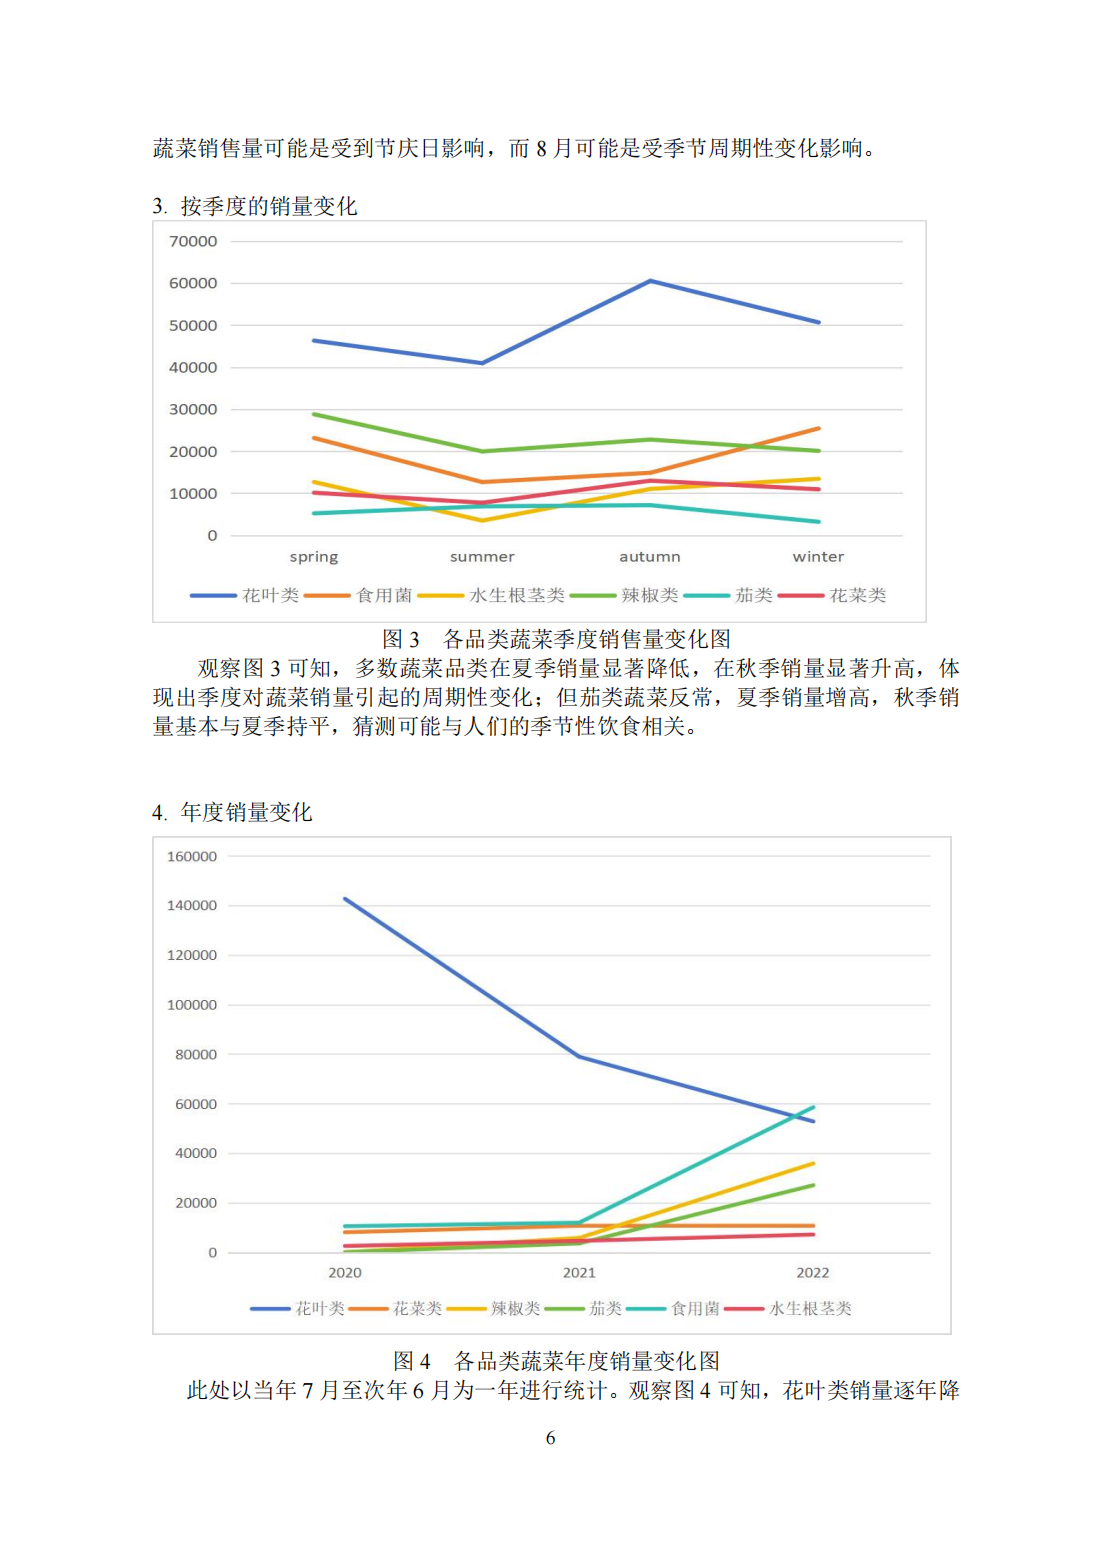 蔬菜销售量可能是受到节庆日影响，而 8 月可能是受季节周期性变化影响。
3. 按季度的销量变化
70000
60000
50000
40000
30000
20000
10000
0
spring summer autumn winter
花叶类 食用菌 水生根茎类 辣椒类 茄类 花菜类
图 3 各品类蔬菜季度销售量变化图
观察图 3 可知，多数蔬菜品类在夏季销量显著降低，在秋季销量显著升高，体
现出季度对蔬菜销量引起的周期性变化；但茄类蔬菜反常，夏季销量增高，秋季销
量基本与夏季持平，猜测可能与人们的季节性饮食相关。
4. 年度销量变化
160000
140000
120000
100000
80000
60000
40000
20000
0
2020 2021 2022
花叶类 花菜类 辣椒类 茄类 食用菌 水生根茎类
图 4 各品类蔬菜年度销量变化图
此处以当年 7 月至次年 6 月为一年进行统计。观察图 4 可知，花叶类销量逐年降
6